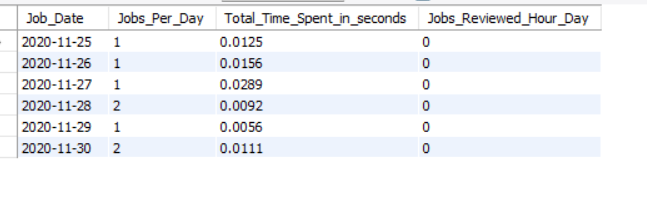 Job_Date Jobs_Per_Day Total_Time_Spent_in_seconds Jobs_Reviewed_Hour_Day
2020-11-25 1 0.0125 0
2020-11-26 1 0.0156 0
2020-11-27 1 0.0289 0
2020-11-28 2 0.0092 0
2020-11-29 1 0.0056 0
2020-11-30 2 0.0111 0